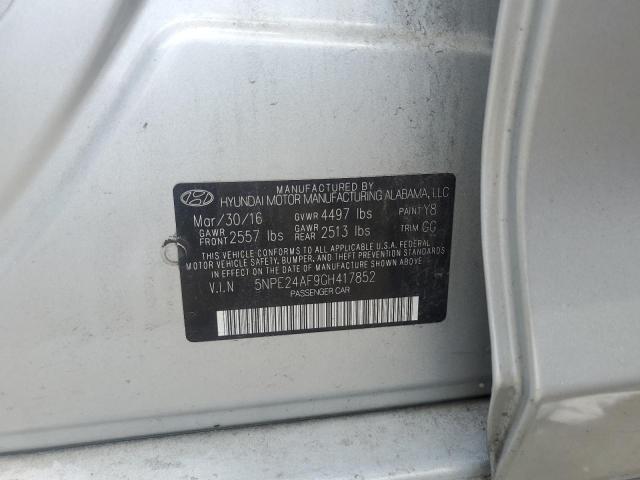 MANUFACTURED BY
HYUNDAI MOTOR MANUFACTURING ALABAMA, LLC
Mar/30/16 GVWR 4497 lbs PAINT Y8
GAWR FRONT 2557 lbs GAWR REAR 2513 lbs TRIM GG
THIS VEHICLE CONFORMS TO ALL APPLICABLE U.S.A. FEDERAL
MOTOR VEHICLE SAFETY, BUMPER, AND THEFT PREVENTION STANDARDS
IN EFFECT ON THE DATE OF MANUFACTURE SHOWN ABOVE.
V.I.N 5NPE24AF9GH417852
PASSENGER CAR